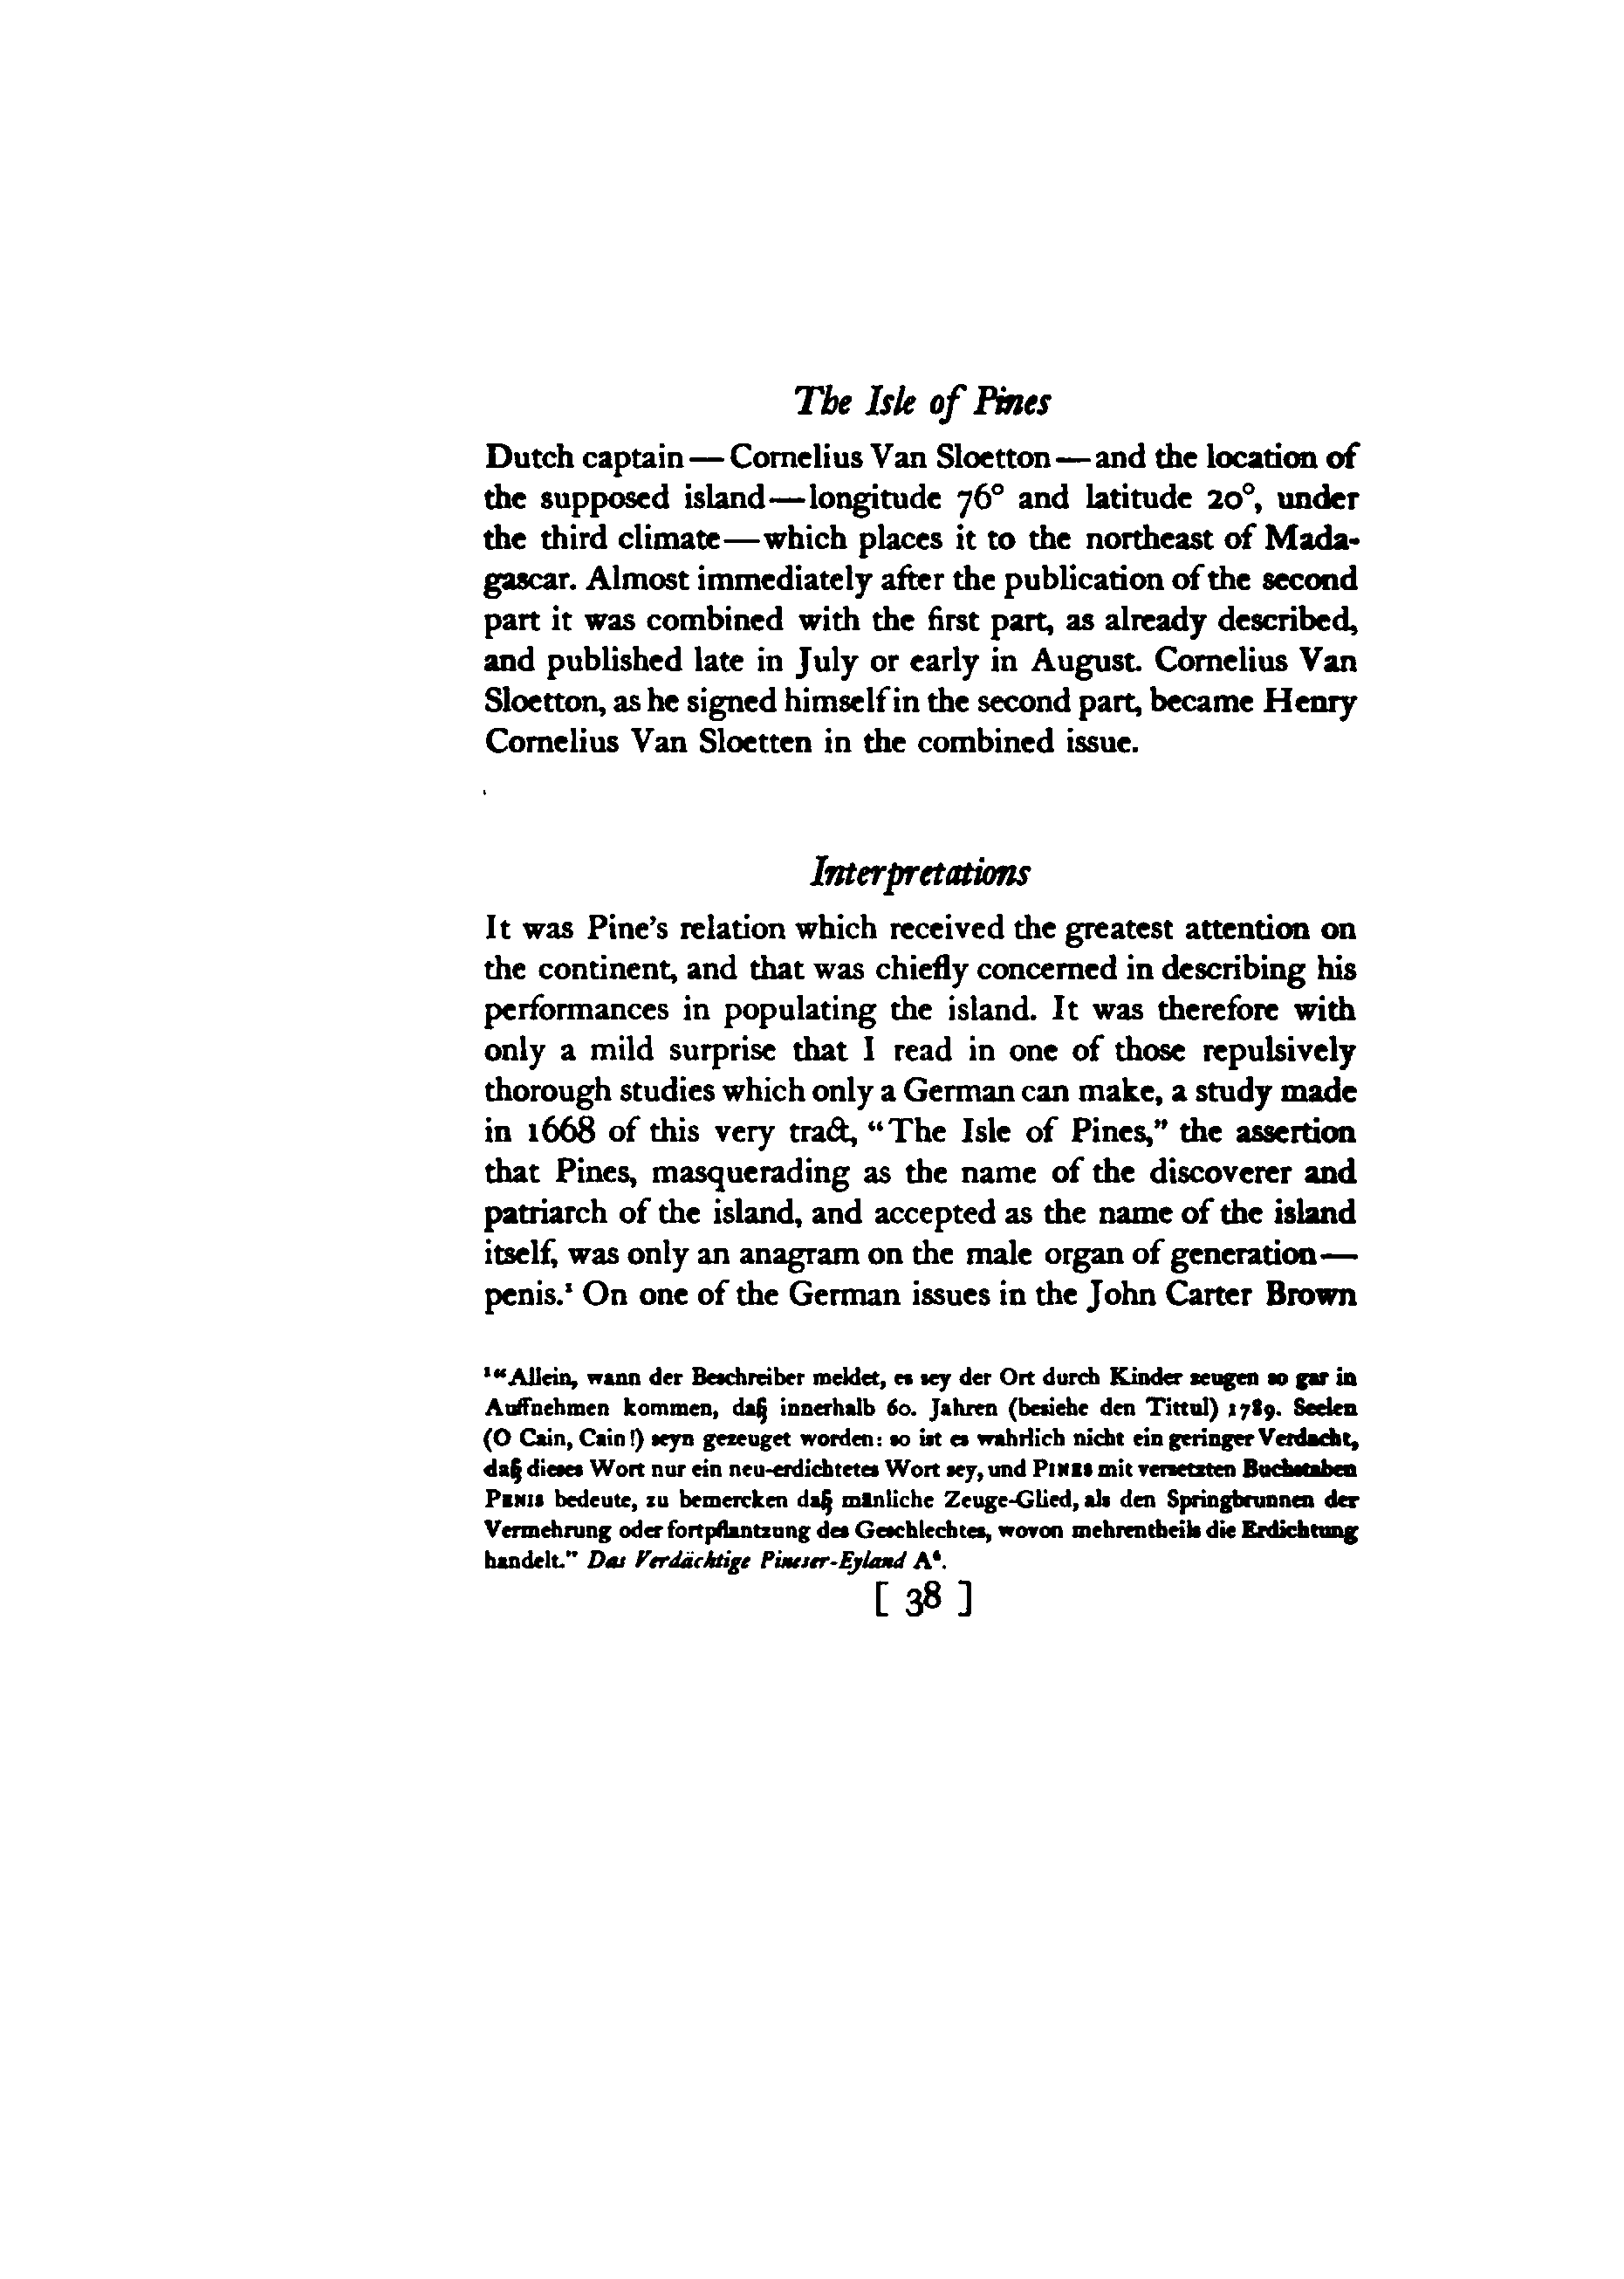 The Isle of Pines
Dutch captain — Cornelius Van Sloetton — and the location of
the supposed island—longitude 76° and latitude 20°, under
the third climate—which places it to the northeast of Mada-
gascar. Almost immediately after the publication of the second
part it was combined with the first part, as already described,
and published late in July or early in August. Cornelius Van
Sloetton, as he signed himself in the second part, became Henry
Cornelius Van Sloetten in the combined issue.
Interpretations
It was Pine's relation which received the greatest attention on
the continent, and that was chiefly concerned in describing his
performances in populating the island. It was therefore with
only a mild surprise that I read in one of those repulsively
thorough studies which only a German can make, a study made
in 1668 of this very tract, "The Isle of Pines," the assertion
that Pines, masquerading as the name of the discoverer and
patriarch of the island, and accepted as the name of the island
itself, was only an anagram on the male organ of generation—
penis.¹ On one of the German issues in the John Carter Brown
¹"Allein, wann der Beschreiber meldet, es sey der Ort durch Kinder zeugen so gar in
Auffnehmen kommen, daß innerhalb 60. Jahren (besiehe den Tittul) 1789. Seelen
(O Cain, Cain!) seyn gezeuget worden: so ist es wahrlich nicht ein geringer Verdacht,
daß dieses Wort nur ein neu-erdichtetes Wort sey, und PINES mit versetzten Buchstaben
PENIS bedeute, zu bemercken daß mänliche Zeuge-Glied, als den Springbrunnen der
Vermehrung oder fortpflantzung des Geschlechtes, wovon mehrentheils die Erdichtung
handelt." Das Verdächtige Pineser-Eyland A⁴.
[ 38 ]